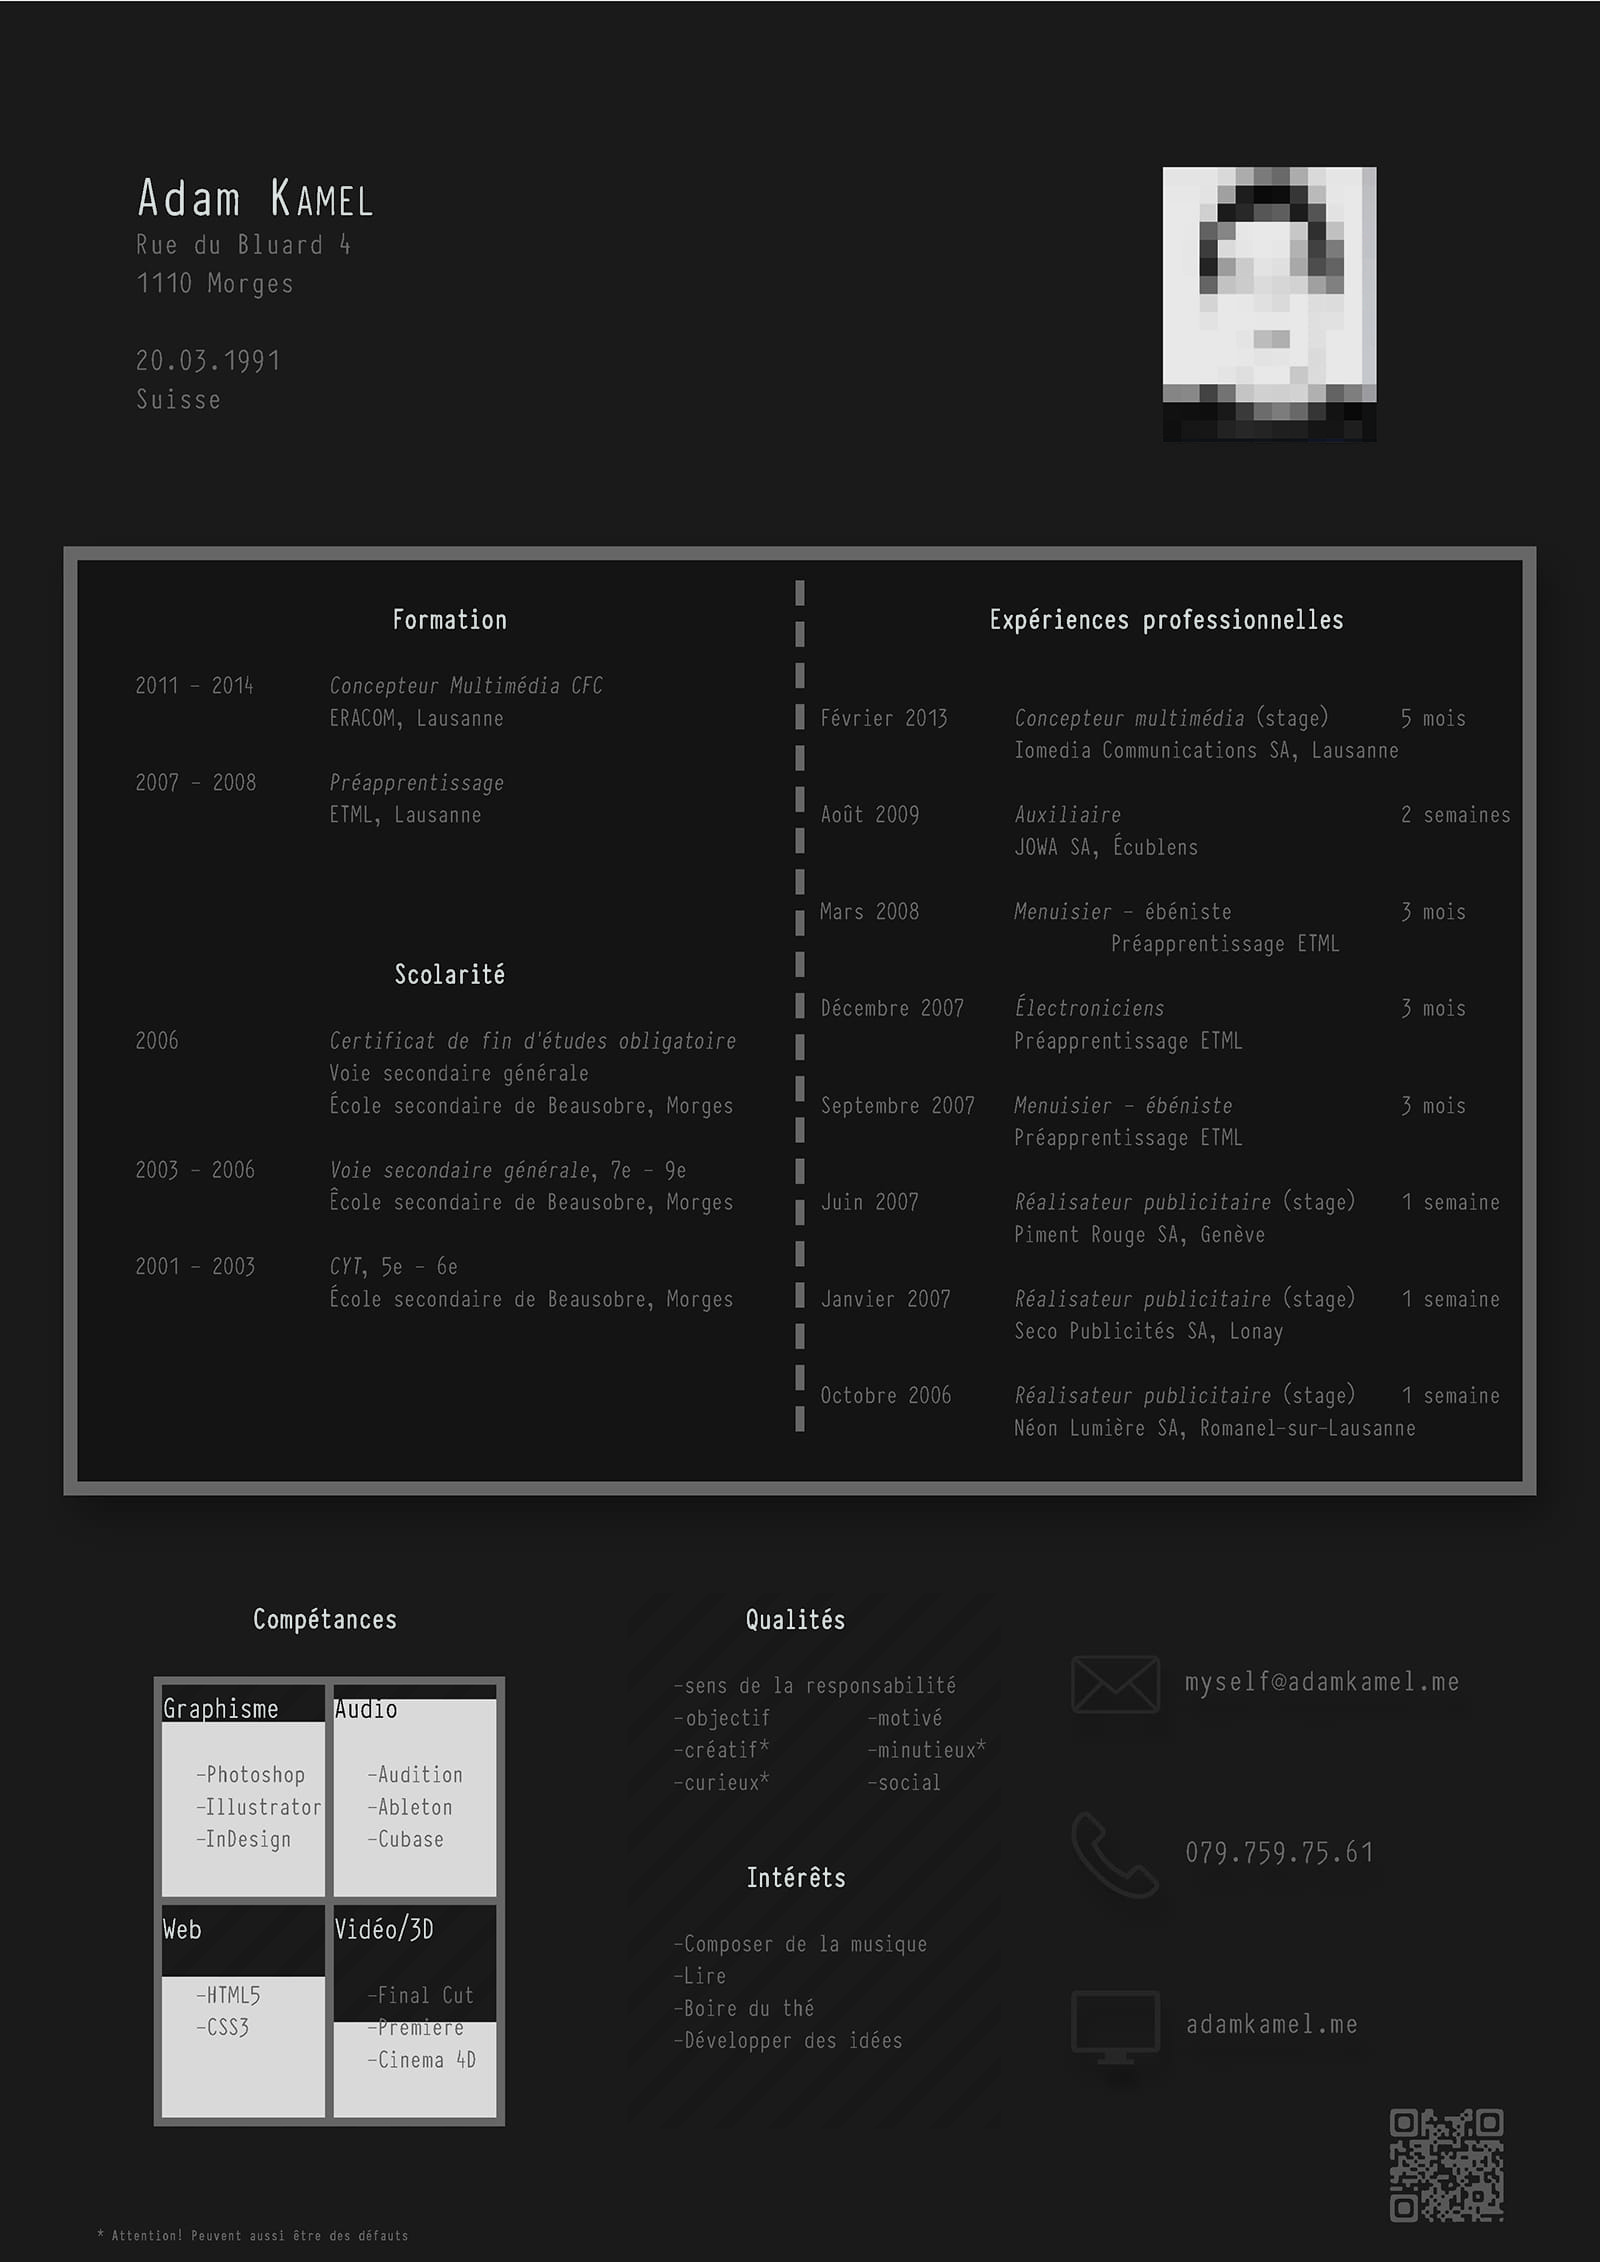 Adam KAMEL
Rue du Bluard 4
1110 Morges
20.03.1991
Suisse
Formation
2011 – 2014 Concepteur Multimédia CFC
ERACOM, Lausanne
2007 – 2008 Préapprentissage
ETML, Lausanne
Scolarité
2006 Certificat de fin d'études obligatoire
Voie secondaire générale
École secondaire de Beausobre, Morges
2003 – 2006 Voie secondaire générale, 7e – 9e
Êcole secondaire de Beausobre, Morges
2001 – 2003 CYT, 5e – 6e
École secondaire de Beausobre, Morges
Expériences professionnelles
Février 2013 Concepteur multimédia (stage) 5 mois
Iomedia Communications SA, Lausanne
Août 2009 Auxiliaire 2 semaines
JOWA SA, Écublens
Mars 2008 Menuisier – ébéniste 3 mois
Préapprentissage ETML
Décembre 2007 Électroniciens 3 mois
Préapprentissage ETML
Septembre 2007 Menuisier – ébéniste 3 mois
Préapprentissage ETML
Juin 2007 Réalisateur publicitaire (stage) 1 semaine
Piment Rouge SA, Genève
Janvier 2007 Réalisateur publicitaire (stage) 1 semaine
Seco Publicités SA, Lonay
Octobre 2006 Réalisateur publicitaire (stage) 1 semaine
Néon Lumière SA, Romanel-sur-Lausanne
Compétances
Graphisme
-Photoshop
-Illustrator
-InDesign
Audio
-Audition
-Ableton
-Cubase
Web
-HTML5
-CSS3
Vidéo/3D
-Final Cut
-Premiere
-Cinema 4D
Qualités
-sens de la responsabilité
-objectif -motivé
-créatif* -minutieux*
-curieux* -social
Intérêts
-Composer de la musique
-Lire
-Boire du thé
-Développer des idées
myself@adamkamel.me
079.759.75.61
adamkamel.me
* Attention! Peuvent aussi être des défauts